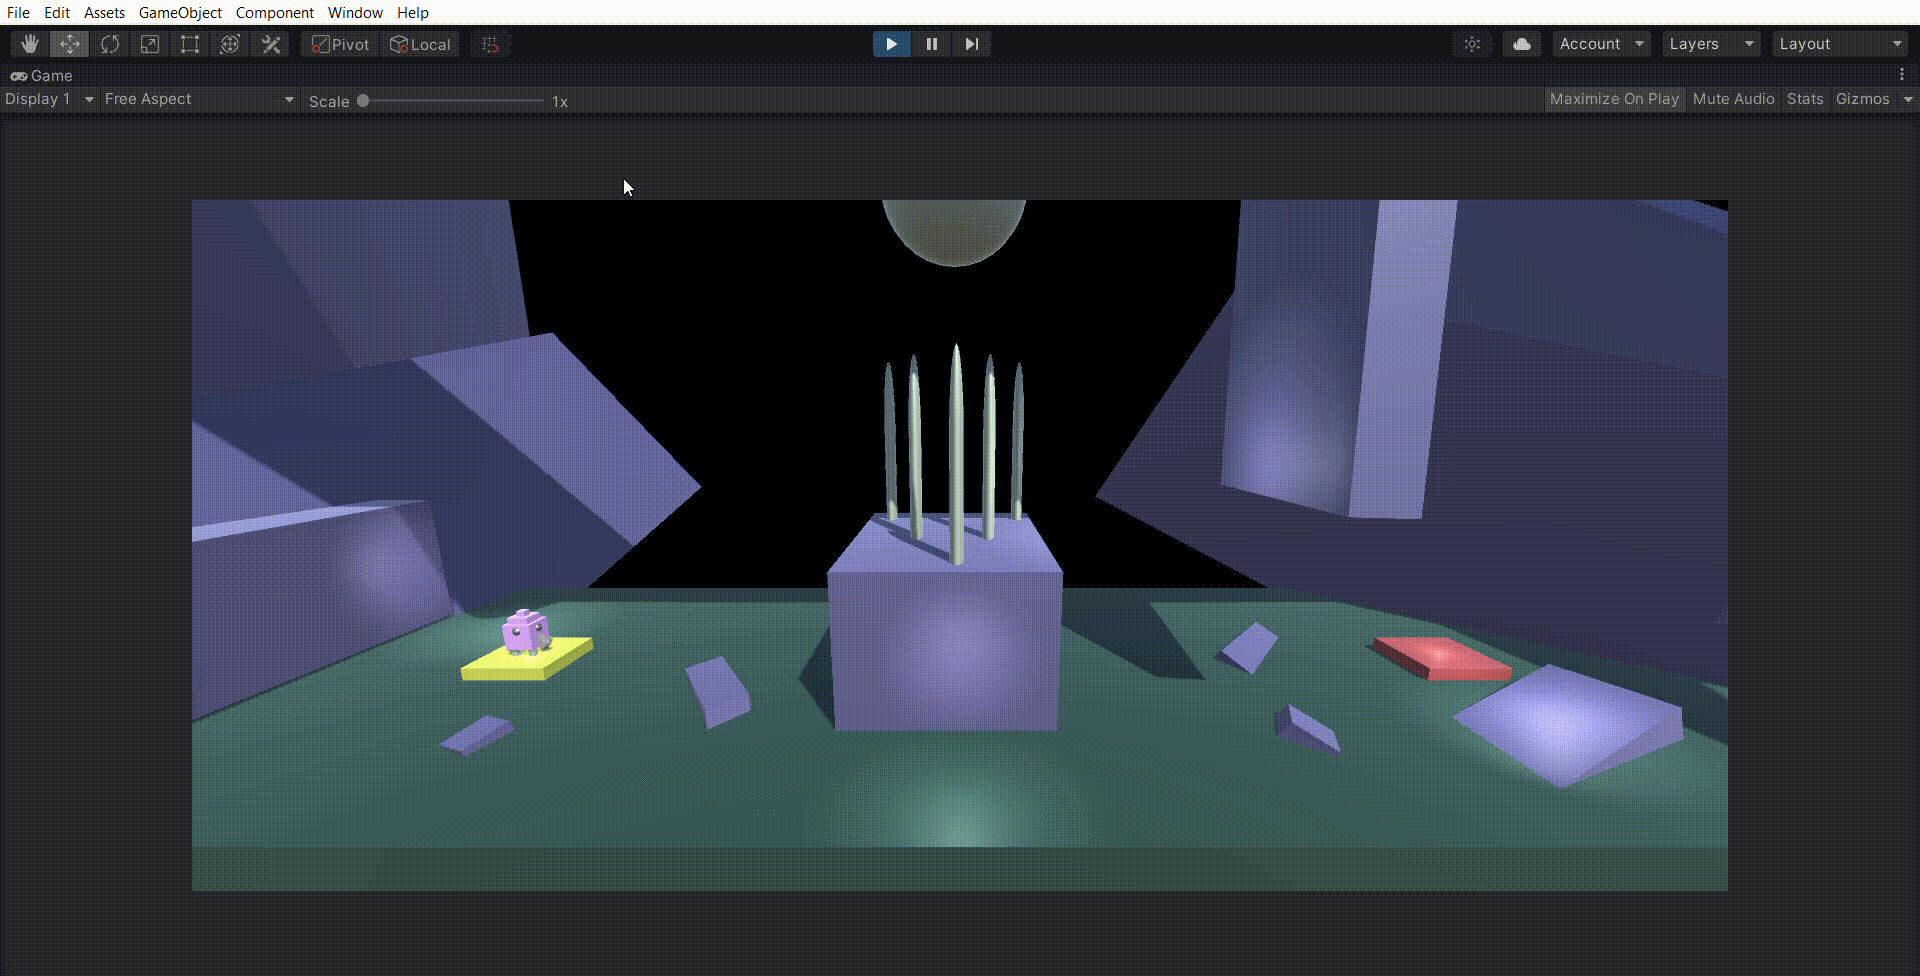 File Edit Assets GameObject Component Window Help
Pivot Local Account Layers Layout
Game
Display 1 Free Aspect Scale 1x Maximize On Play Mute Audio Stats Gizmos